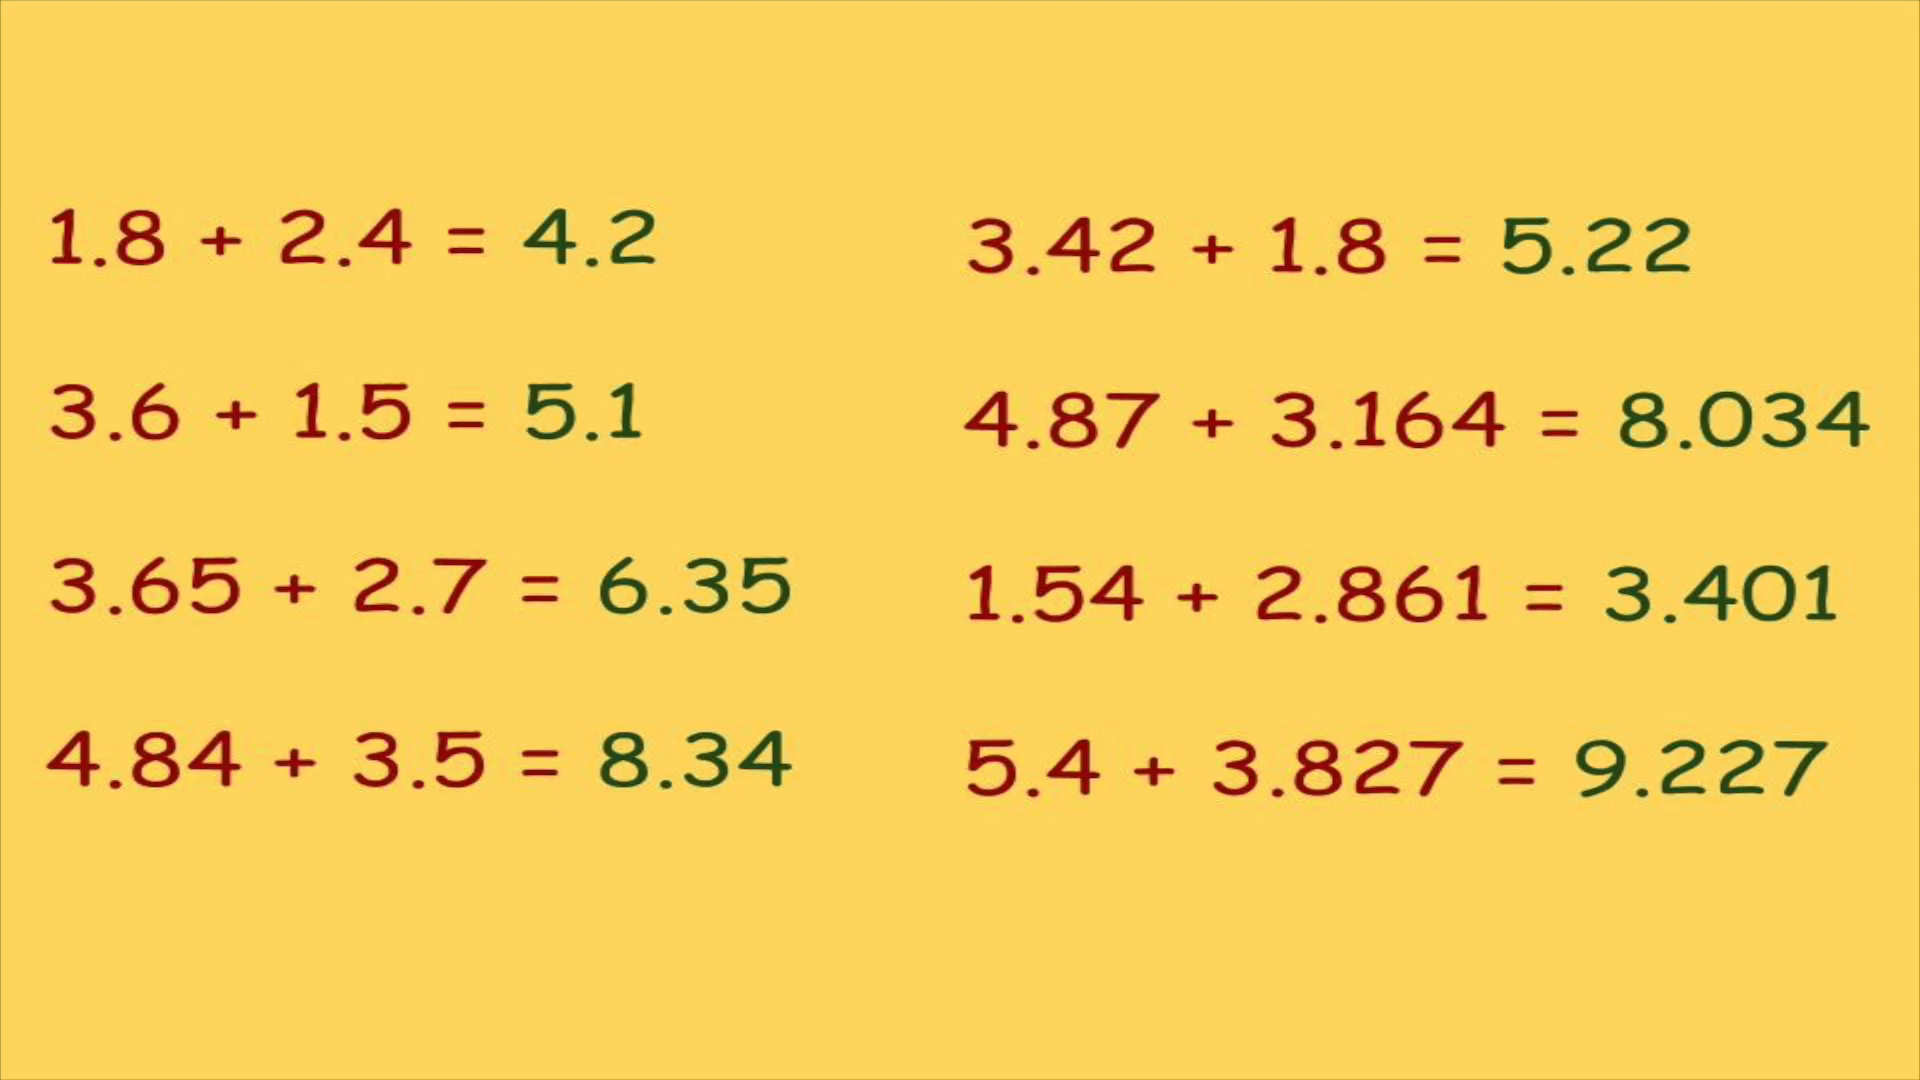 1.8 + 2.4 = 4.2
3.6 + 1.5 = 5.1
3.65 + 2.7 = 6.35
4.84 + 3.5 = 8.34
3.42 + 1.8 = 5.22
4.87 + 3.164 = 8.034
1.54 + 2.861 = 3.401
5.4 + 3.827 = 9.227